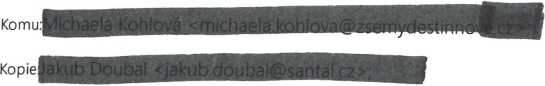 Komu:Michaela Kohlová <michaela.kohlova@zsemydestinnove.cz>;
Kopie:Jakub Doubal <jakub.doubal@santal.cz>;